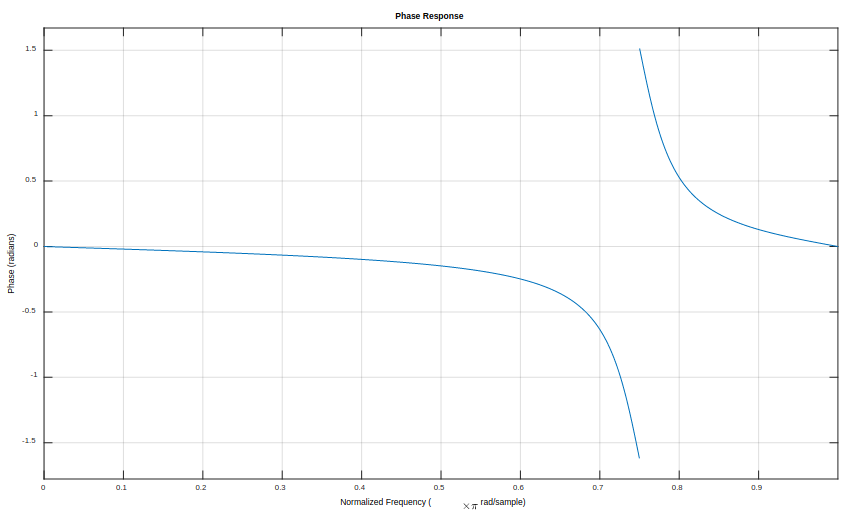 Phase Response
1.5
1
0.5
0
-0.5
-1
-1.5
Phase (radians)
0 0.1 0.2 0.3 0.4 0.5 0.6 0.7 0.8 0.9
Normalized Frequency ( ×π rad/sample)